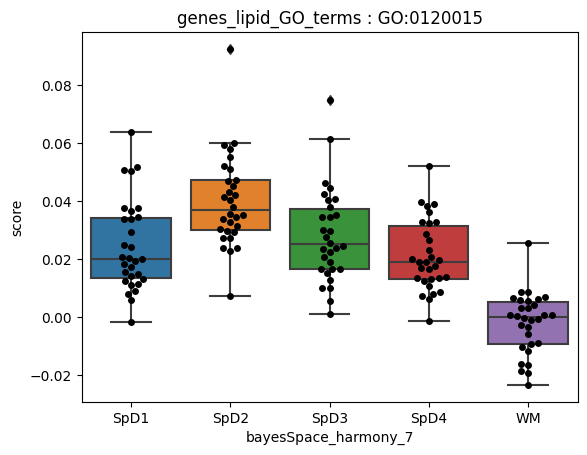 genes_lipid_GO_terms : GO:0120015
0.08
0.06
0.04
0.02
0.00
−0.02
score
SpD1 SpD2 SpD3 SpD4 WM
bayesSpace_harmony_7